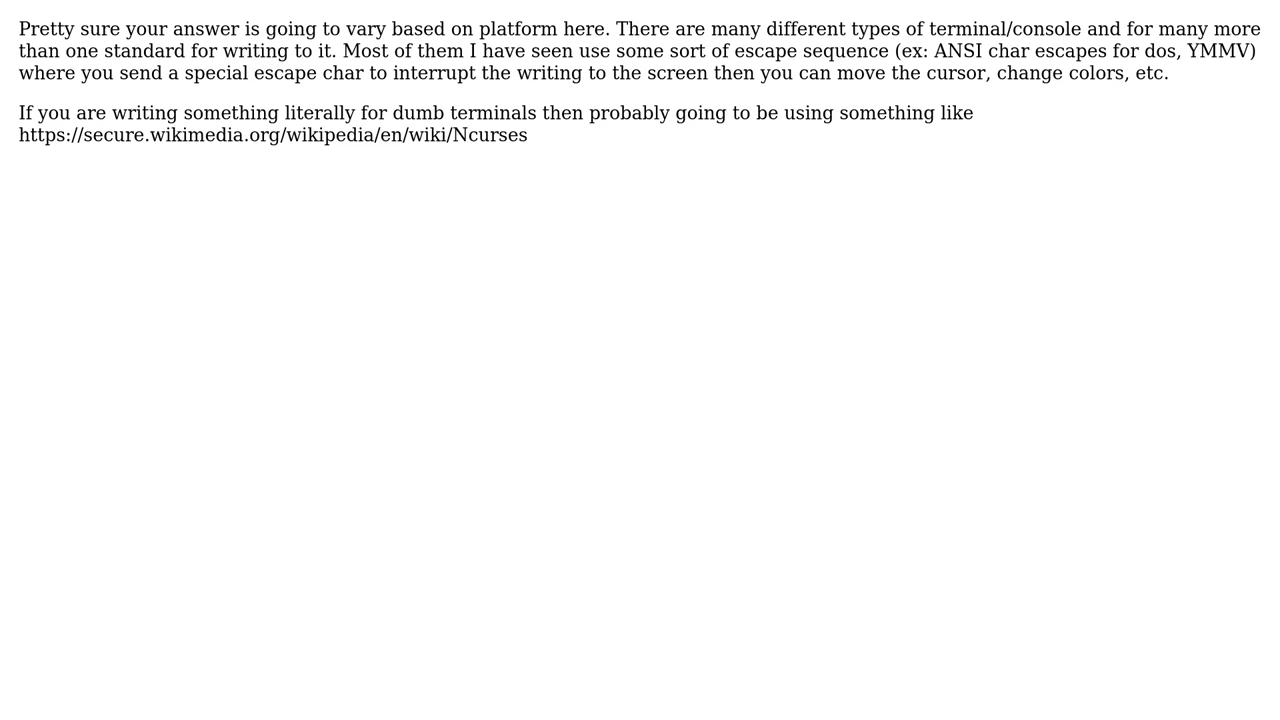 Pretty sure your answer is going to vary based on platform here. There are many different types of terminal/console and for many more
than one standard for writing to it. Most of them I have seen use some sort of escape sequence (ex: ANSI char escapes for dos, YMMV)
where you send a special escape char to interrupt the writing to the screen then you can move the cursor, change colors, etc.
If you are writing something literally for dumb terminals then probably going to be using something like
https://secure.wikimedia.org/wikipedia/en/wiki/Ncurses